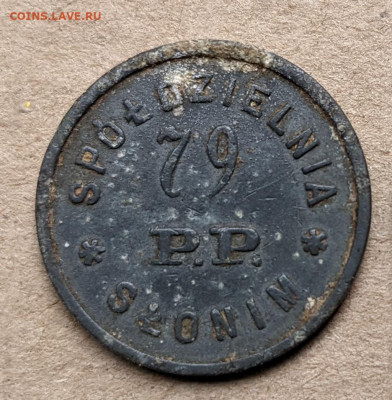 COINS.LAVE.RU
SPÓŁDZIELNIA
79
P.P.
* SŁONIM *